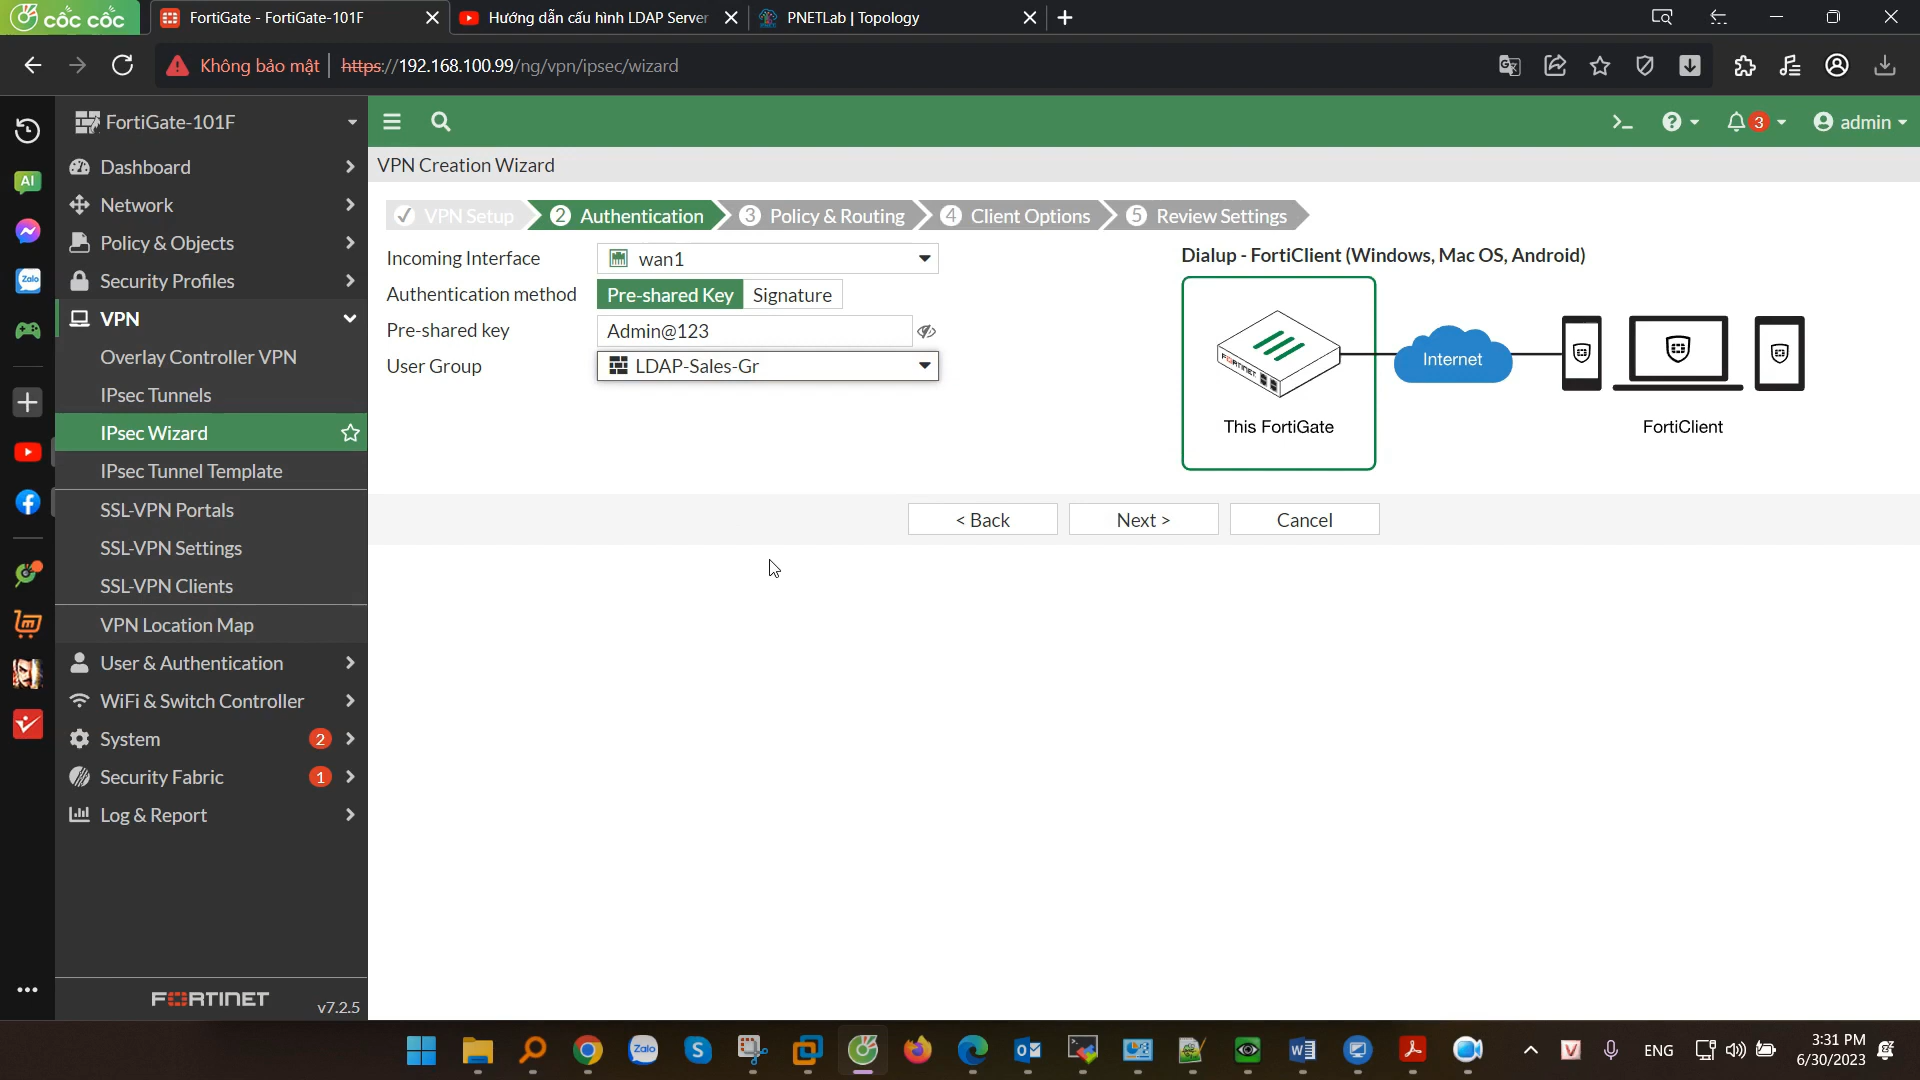 cốc cốc
FortiGate - FortiGate-101F
Hướng dẫn cấu hình LDAP Server
PNETLab | Topology
Không bảo mật
https://192.168.100.99/ng/vpn/ipsec/wizard
FortiGate-101F
>_
3
admin
AI
Dashboard
Network
Zalo
Policy & Objects
Security Profiles
VPN
Overlay Controller VPN
IPsec Tunnels
IPsec Wizard
IPsec Tunnel Template
SSL-VPN Portals
SSL-VPN Settings
SSL-VPN Clients
VPN Location Map
User & Authentication
WiFi & Switch Controller
System
2
Security Fabric
1
Log & Report
FORTINET
v7.2.5
VPN Creation Wizard
VPN Setup
2 Authentication
3 Policy & Routing
4 Client Options
5 Review Settings
Incoming Interface
wan1
Authentication method
Pre-shared Key
Signature
Pre-shared key
Admin@123
User Group
LDAP-Sales-Gr
Dialup - FortiClient (Windows, Mac OS, Android)
FORTINET
This FortiGate
Internet
FortiClient
< Back
Next >
Cancel
Zalo
ENG
3:31 PM
6/30/2023